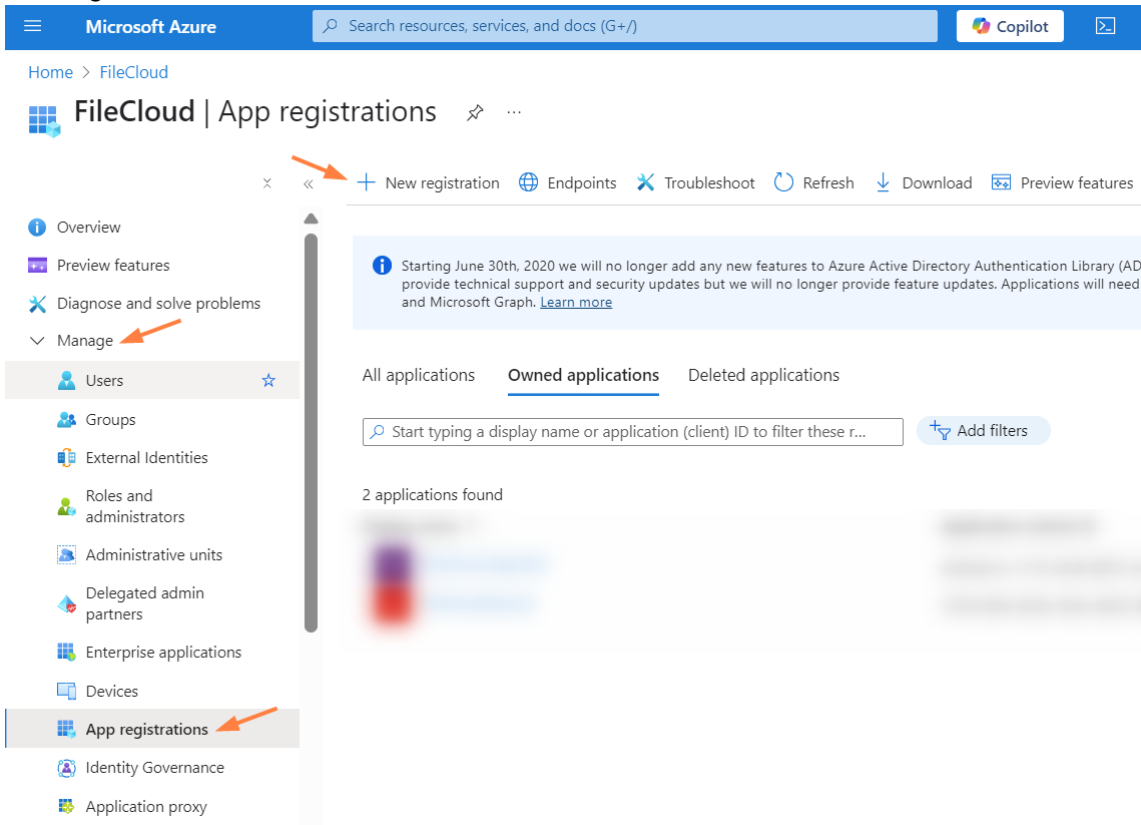 Microsoft Azure
Search resources, services, and docs (G+/)
Copilot
Home > FileCloud
FileCloud | App registrations
New registration
Endpoints
Troubleshoot
Refresh
Download
Preview features
Overview
Preview features
Diagnose and solve problems
Manage
Users
Groups
External Identities
Roles and
administrators
Administrative units
Delegated admin
partners
Enterprise applications
Devices
App registrations
Identity Governance
Application proxy
Starting June 30th, 2020 we will no longer add any new features to Azure Active Directory Authentication Library (AD
provide technical support and security updates but we will no longer provide feature updates. Applications will need
and Microsoft Graph. Learn more
All applications
Owned applications
Deleted applications
Start typing a display name or application (client) ID to filter these r...
Add filters
2 applications found